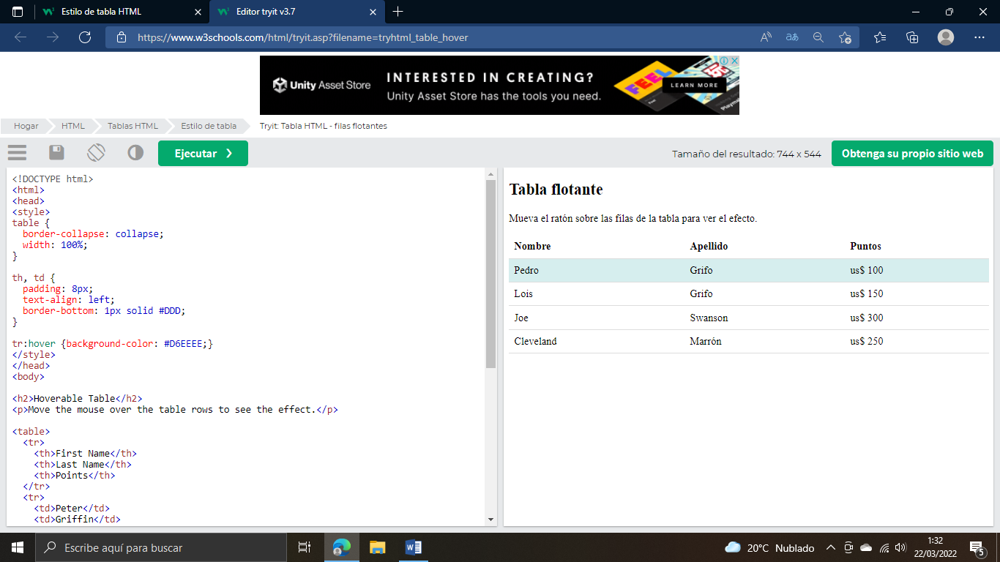 Estilo de tabla HTML
Editor tryit v3.7
https://www.w3schools.com/html/tryit.asp?filename=tryhtml_table_hover
Unity Asset Store
INTERESTED IN CREATING?
Unity Asset Store has the tools you need.
FEEL
LEARN MORE
Hogar
HTML
Tablas HTML
Estilo de tabla
Tryit: Tabla HTML - filas flotantes
Ejecutar ❯
Tamaño del resultado: 744 x 544
Obtenga su propio sitio web
<!DOCTYPE html>
<html>
<head>
<style>
table {
  border-collapse: collapse;
  width: 100%;
}
th, td {
  padding: 8px;
  text-align: left;
  border-bottom: 1px solid #DDD;
}
tr:hover {background-color: #D6EEEE;}
</style>
</head>
<body>
<h2>Hoverable Table</h2>
<p>Move the mouse over the table rows to see the effect.</p>
<table>
  <tr>
    <th>First Name</th>
    <th>Last Name</th>
    <th>Points</th>
  </tr>
  <tr>
    <td>Peter</td>
    <td>Griffin</td>
Tabla flotante
Mueva el ratón sobre las filas de la tabla para ver el efecto.
Nombre Apellido Puntos
Pedro Grifo us$ 100
Lois Grifo us$ 150
Joe Swanson us$ 300
Cleveland Marrón us$ 250
Escribe aquí para buscar
20°C Nublado
1:32
22/03/2022
5